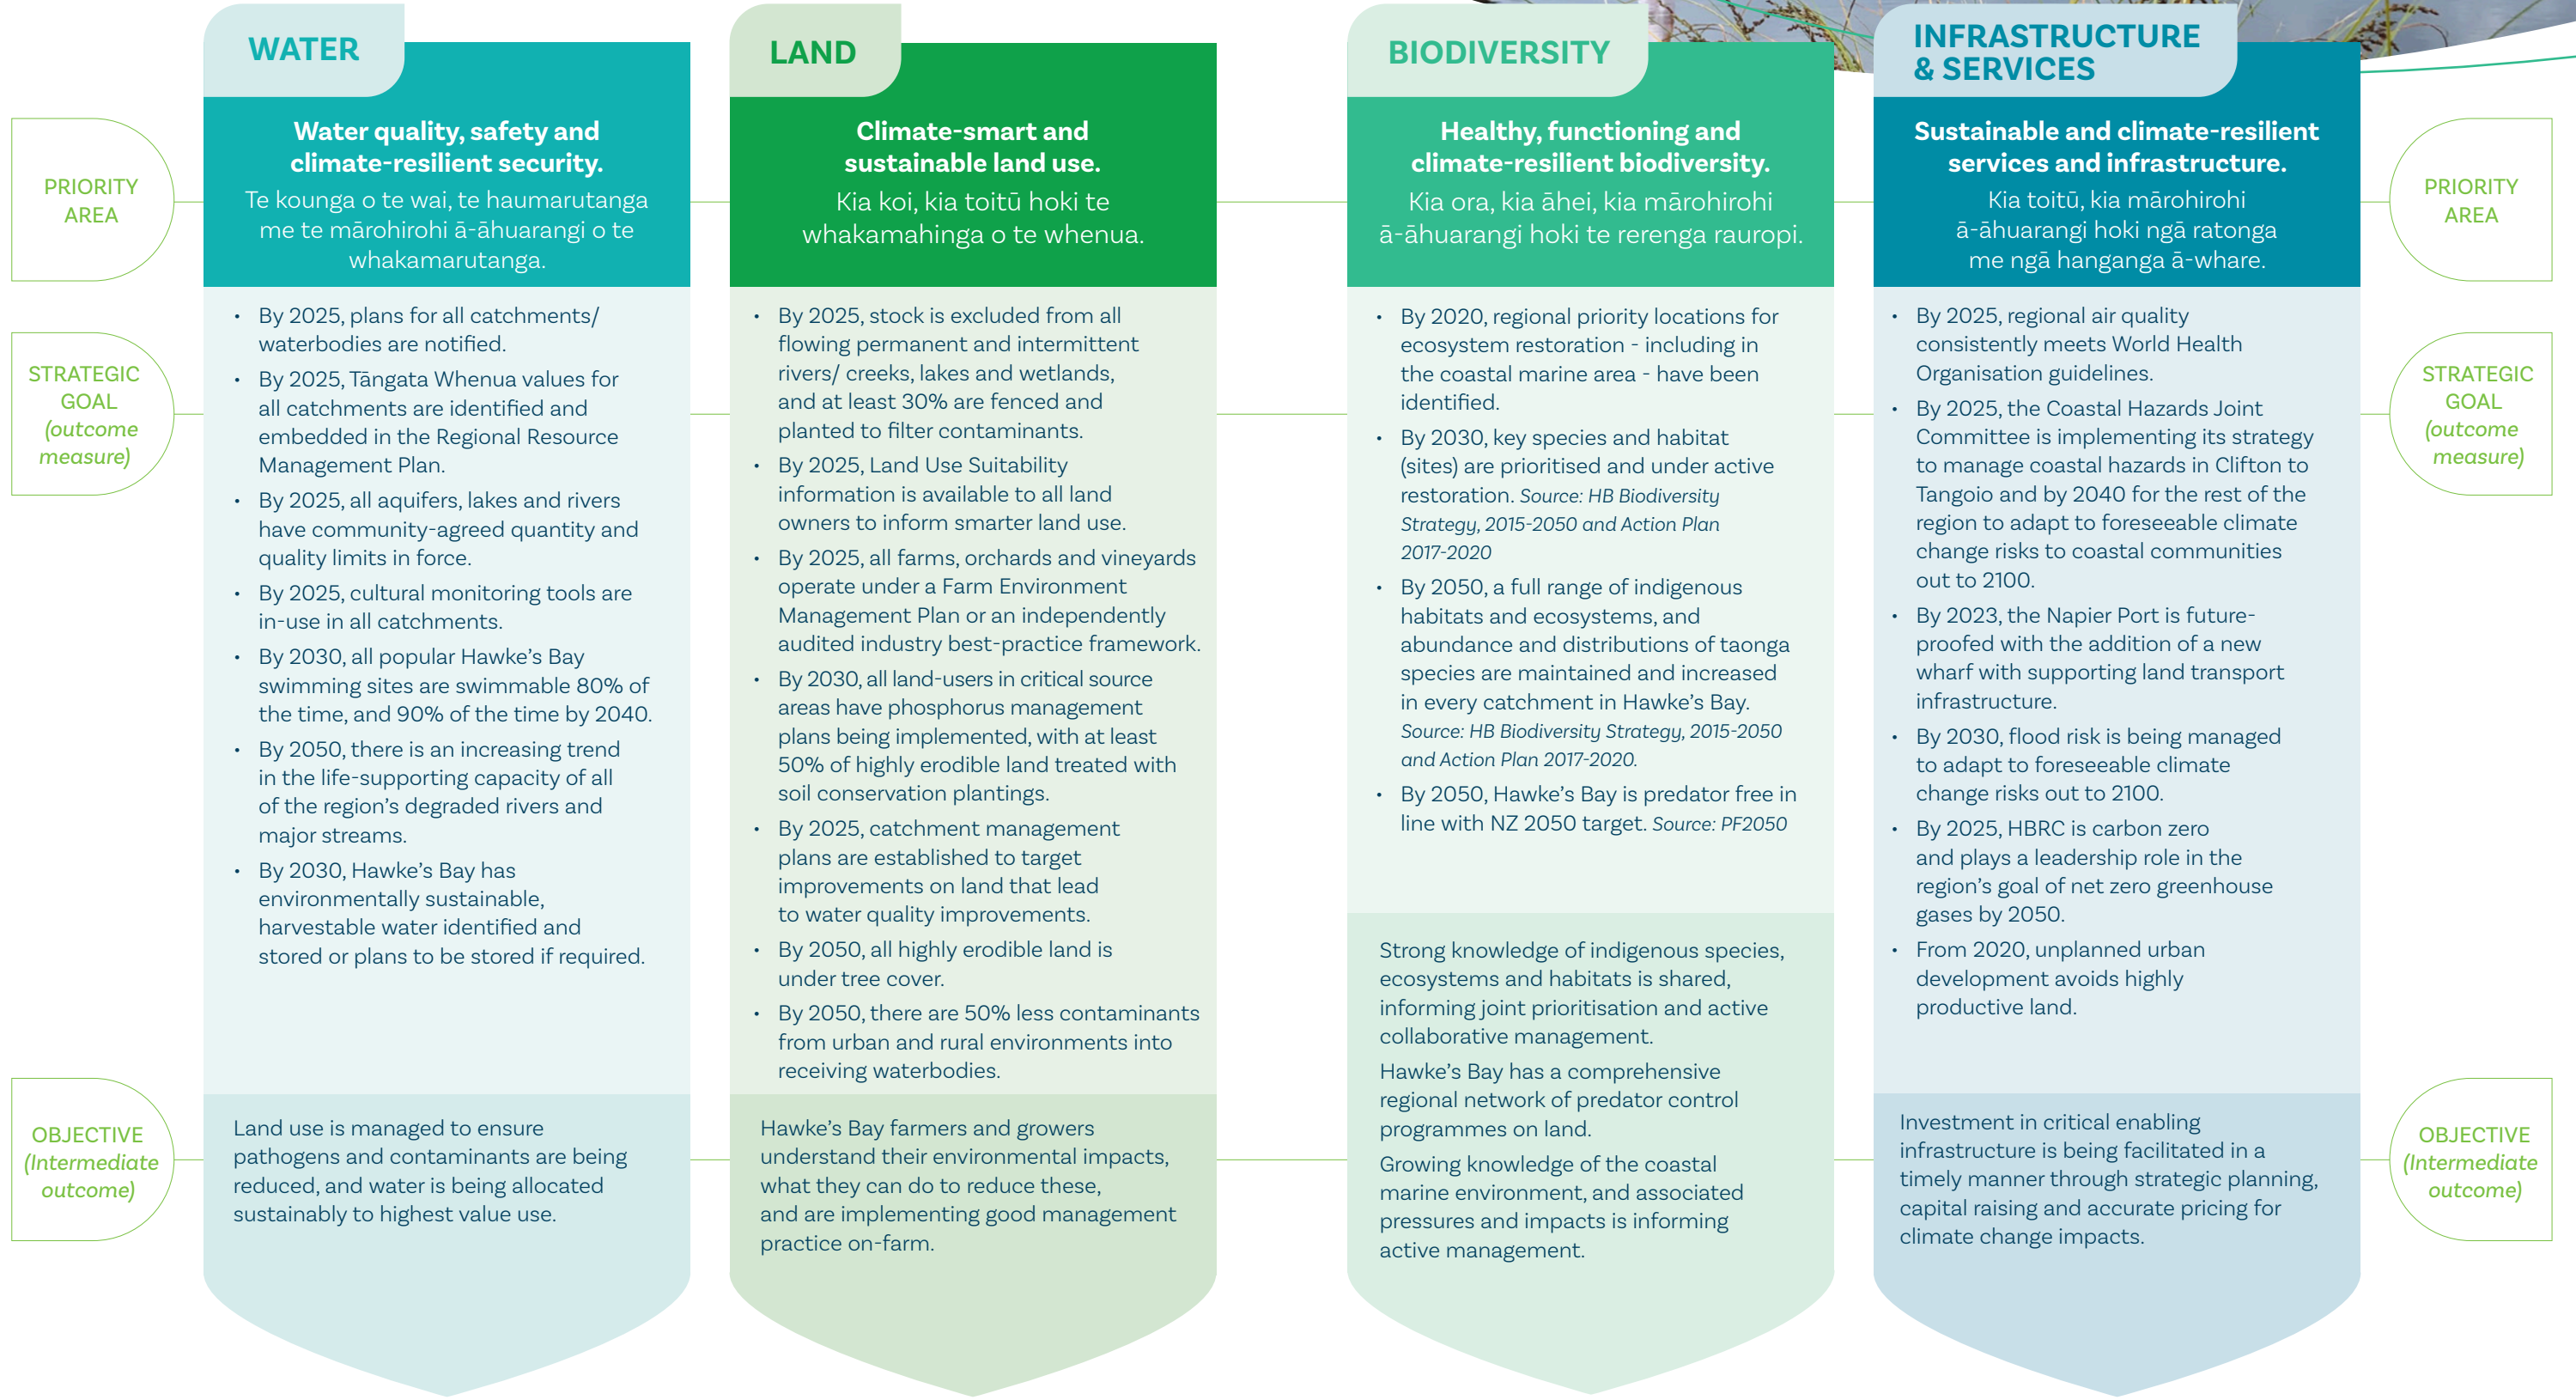 WATER
Water quality, safety and
climate-resilient security.
Te kounga o te wai, te haumarutanga
me te mārohirohi ā-āhuarangi o te
whakamarutanga.
PRIORITY
AREA
STRATEGIC
GOAL
(outcome
measure)
• By 2025, plans for all catchments/
waterbodies are notified.
• By 2025, Tāngata Whenua values for
all catchments are identified and
embedded in the Regional Resource
Management Plan.
• By 2025, all aquifers, lakes and rivers
have community-agreed quantity and
quality limits in force.
• By 2025, cultural monitoring tools are
in-use in all catchments.
• By 2030, all popular Hawke's Bay
swimming sites are swimmable 80% of
the time, and 90% of the time by 2040.
• By 2050, there is an increasing trend
in the life-supporting capacity of all
of the region's degraded rivers and
major streams.
• By 2030, Hawke's Bay has
environmentally sustainable,
harvestable water identified and
stored or plans to be stored if required.
OBJECTIVE
(Intermediate
outcome)
Land use is managed to ensure
pathogens and contaminants are being
reduced, and water is being allocated
sustainably to highest value use.
LAND
Climate-smart and
sustainable land use.
Kia koi, kia toitū hoki te
whakamahinga o te whenua.
• By 2025, stock is excluded from all
flowing permanent and intermittent
rivers/ creeks, lakes and wetlands,
and at least 30% are fenced and
planted to filter contaminants.
• By 2025, Land Use Suitability
information is available to all land
owners to inform smarter land use.
• By 2025, all farms, orchards and vineyards
operate under a Farm Environment
Management Plan or an independently
audited industry best-practice framework.
• By 2030, all land-users in critical source
areas have phosphorus management
plans being implemented, with at least
50% of highly erodible land treated with
soil conservation plantings.
• By 2025, catchment management
plans are established to target
improvements on land that lead
to water quality improvements.
• By 2050, all highly erodible land is
under tree cover.
• By 2050, there are 50% less contaminants
from urban and rural environments into
receiving waterbodies.
Hawke's Bay farmers and growers
understand their environmental impacts,
what they can do to reduce these,
and are implementing good management
practice on-farm.
BIODIVERSITY
Healthy, functioning and
climate-resilient biodiversity.
Kia ora, kia āhei, kia mārohirohi
ā-āhuarangi hoki te rerenga rauropi.
• By 2020, regional priority locations for
ecosystem restoration - including in
the coastal marine area - have been
identified.
• By 2030, key species and habitat
(sites) are prioritised and under active
restoration. Source: HB Biodiversity
Strategy, 2015-2050 and Action Plan
2017-2020
• By 2050, a full range of indigenous
habitats and ecosystems, and
abundance and distributions of taonga
species are maintained and increased
in every catchment in Hawke's Bay.
Source: HB Biodiversity Strategy, 2015-2050
and Action Plan 2017-2020.
• By 2050, Hawke's Bay is predator free in
line with NZ 2050 target. Source: PF2050
Strong knowledge of indigenous species,
ecosystems and habitats is shared,
informing joint prioritisation and active
collaborative management.
Hawke's Bay has a comprehensive
regional network of predator control
programmes on land.
Growing knowledge of the coastal
marine environment, and associated
pressures and impacts is informing
active management.
INFRASTRUCTURE
& SERVICES
Sustainable and climate-resilient
services and infrastructure.
Kia toitū, kia mārohirohi
ā-āhuarangi hoki ngā ratonga
me ngā hanganga ā-whare.
• By 2025, regional air quality
consistently meets World Health
Organisation guidelines.
• By 2025, the Coastal Hazards Joint
Committee is implementing its strategy
to manage coastal hazards in Clifton to
Tangoio and by 2040 for the rest of the
region to adapt to foreseeable climate
change risks to coastal communities
out to 2100.
• By 2023, the Napier Port is future-
proofed with the addition of a new
wharf with supporting land transport
infrastructure.
• By 2030, flood risk is being managed
to adapt to foreseeable climate
change risks out to 2100.
• By 2025, HBRC is carbon zero
and plays a leadership role in the
region's goal of net zero greenhouse
gases by 2050.
• From 2020, unplanned urban
development avoids highly
productive land.
Investment in critical enabling
infrastructure is being facilitated in a
timely manner through strategic planning,
capital raising and accurate pricing for
climate change impacts.
PRIORITY
AREA
STRATEGIC
GOAL
(outcome
measure)
OBJECTIVE
(Intermediate
outcome)